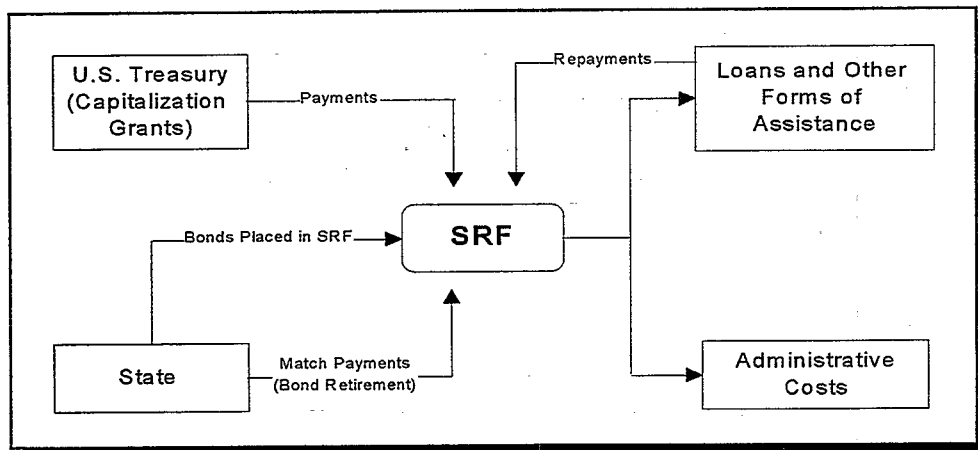 U.S. Treasury
(Capitalization
Grants)
Payments
Repayments
Loans and Other
Forms of
Assistance
Bonds Placed in SRF
SRF
State
Match Payments
(Bond Retirement)
Administrative
Costs